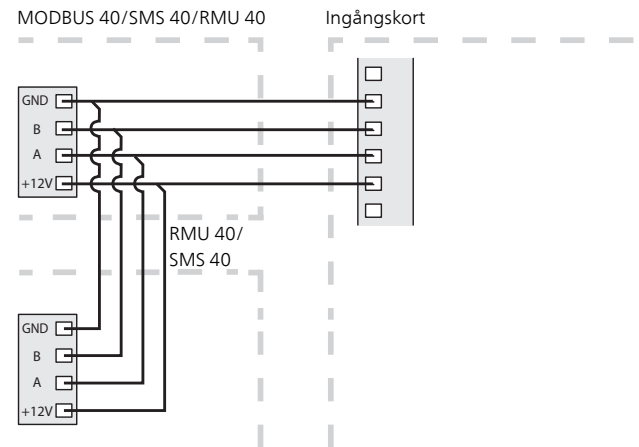 MODBUS 40/SMS 40/RMU 40
Ingångskort
GND
B
A
+12V
RMU 40/
SMS 40
GND
B
A
+12V